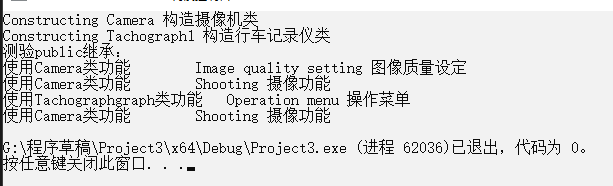 Constructing Camera 构造摄像机类
Constructing Tachograph1 构造行车记录仪类
测验public继承：
使用Camera类功能 Image quality setting 图像质量设定
使用Camera类功能 Shooting 摄像功能
使用Tachographgraph类功能 Operation menu 操作菜单
使用Camera类功能 Shooting 摄像功能
G:\程序草稿\Project3\x64\Debug\Project3.exe (进程 62036)已退出，代码为 0。
按任意键关闭此窗口. . .